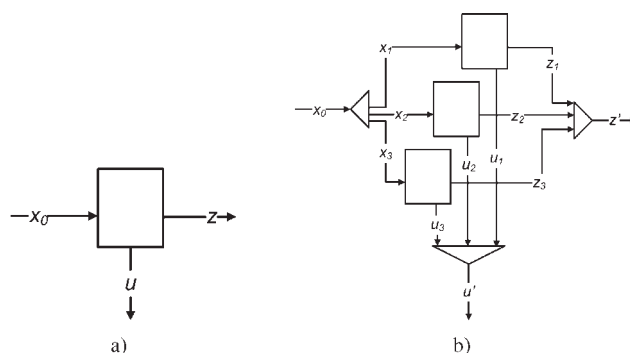 x₁
z₁
x₀
x₂
z₂
z'
x₃
u₂
u₁
z₃
u₃
x₀
z
u
u'
a)
b)